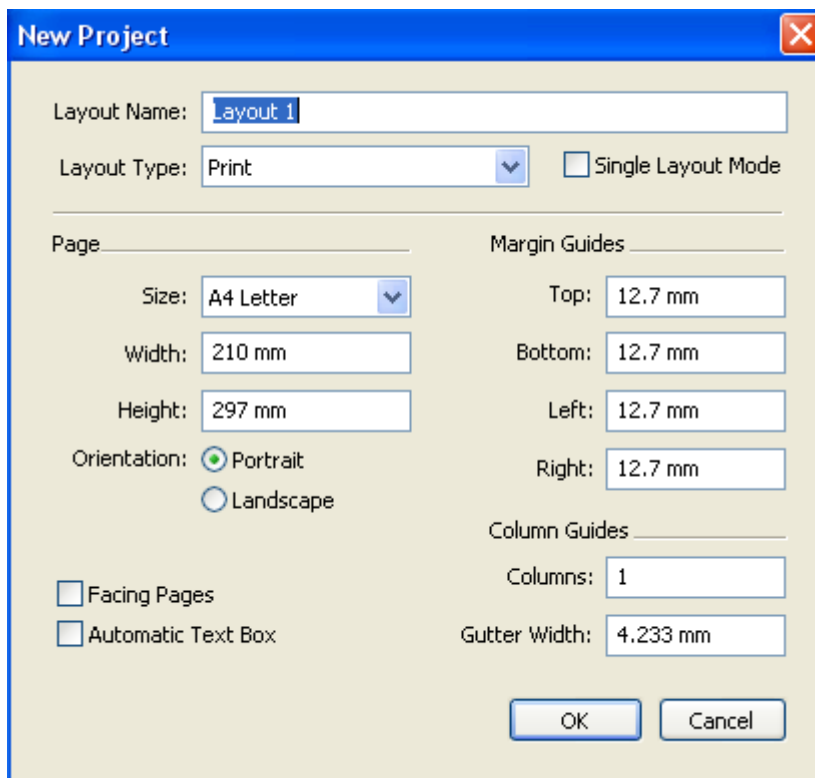 New Project
Layout Name: Layout 1
Layout Type: Print Single Layout Mode
Page Margin Guides
Size: A4 Letter Top: 12.7 mm
Width: 210 mm Bottom: 12.7 mm
Height: 297 mm Left: 12.7 mm
Orientation: Portrait Right: 12.7 mm
Landscape
Column Guides
Facing Pages Columns: 1
Automatic Text Box Gutter Width: 4.233 mm
OK Cancel